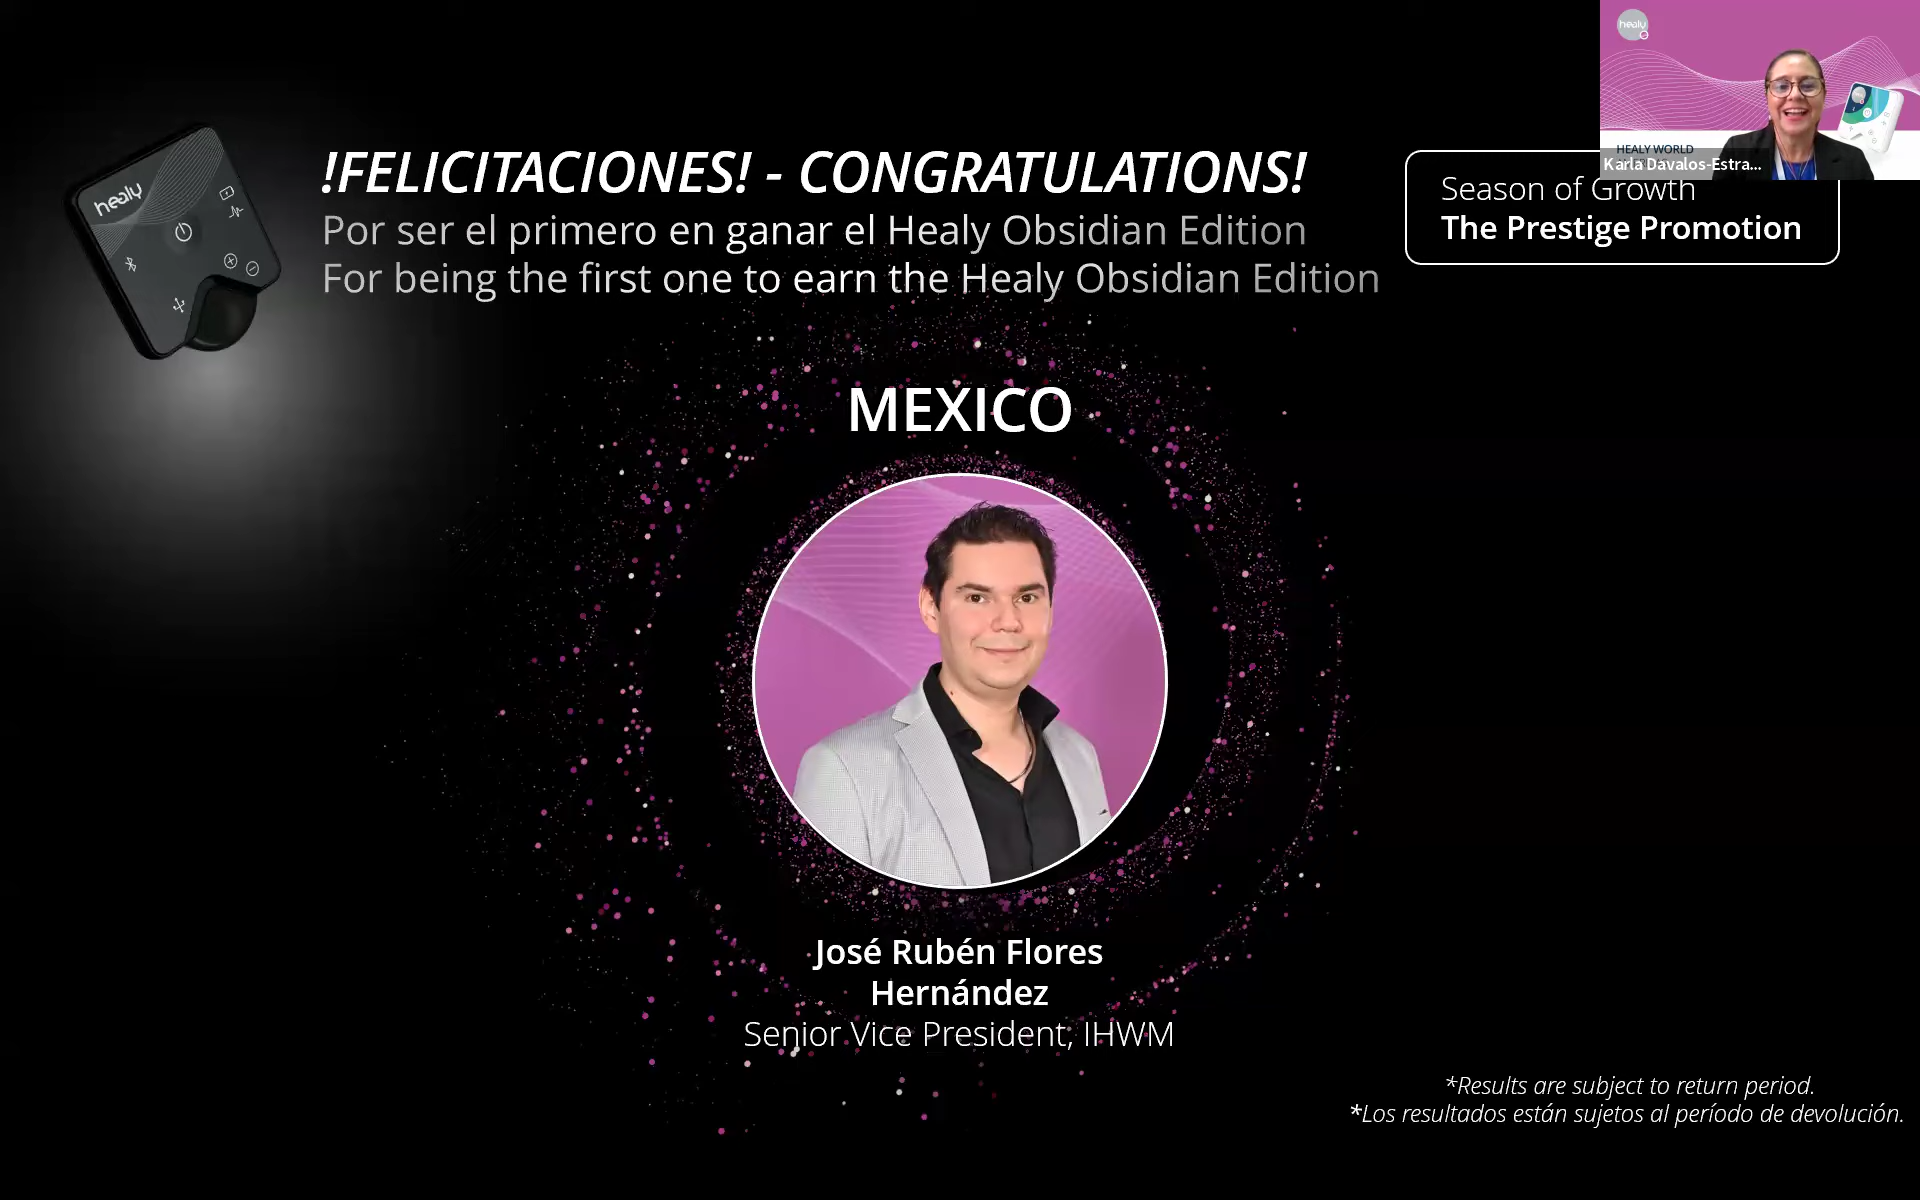 healy
!FELICITACIONES! - CONGRATULATIONS!
Por ser el primero en ganar el Healy Obsidian Edition
For being the first one to earn the Healy Obsidian Edition
healy
HEALY WORLD
Karla Davalos-Estra...
Season of Growth
The Prestige Promotion
MEXICO
José Rubén Flores
Hernández
Senior Vice President, IHWM
*Results are subject to return period.
*Los resultados están sujetos al período de devolución.